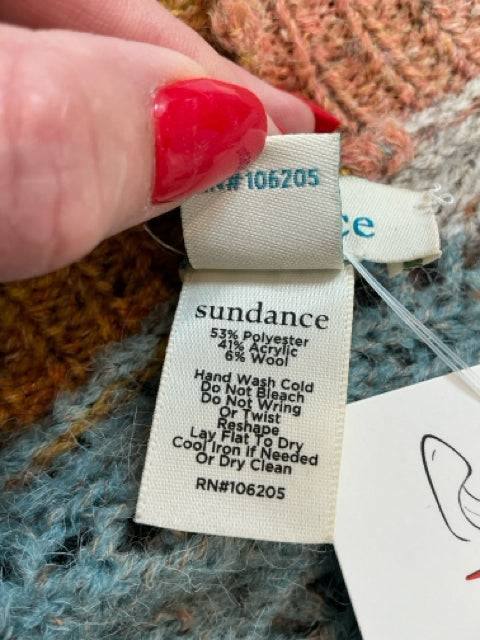 RN# 106205
ce
sundance
53% Polyester
41% Acrylic
6% Wool
Hand Wash Cold
Do Not Bleach
Do Not Wring
Or Twist
Reshape
Lay Flat To Dry
Cool Iron If Needed
Or Dry Clean
RN#106205